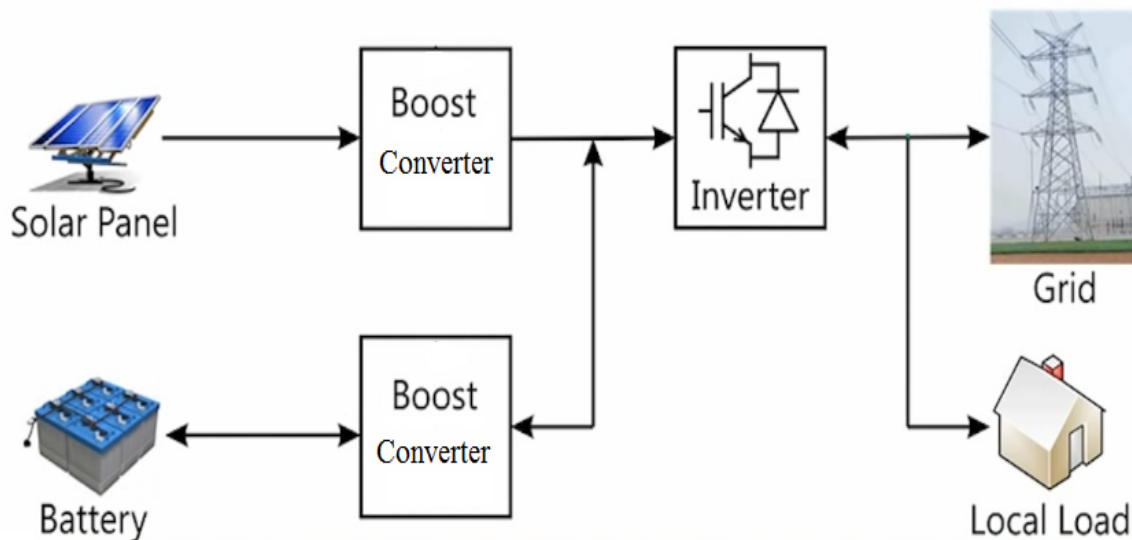 Boost
Converter
Inverter
Solar Panel
Grid
Boost
Converter
Battery
Local Load